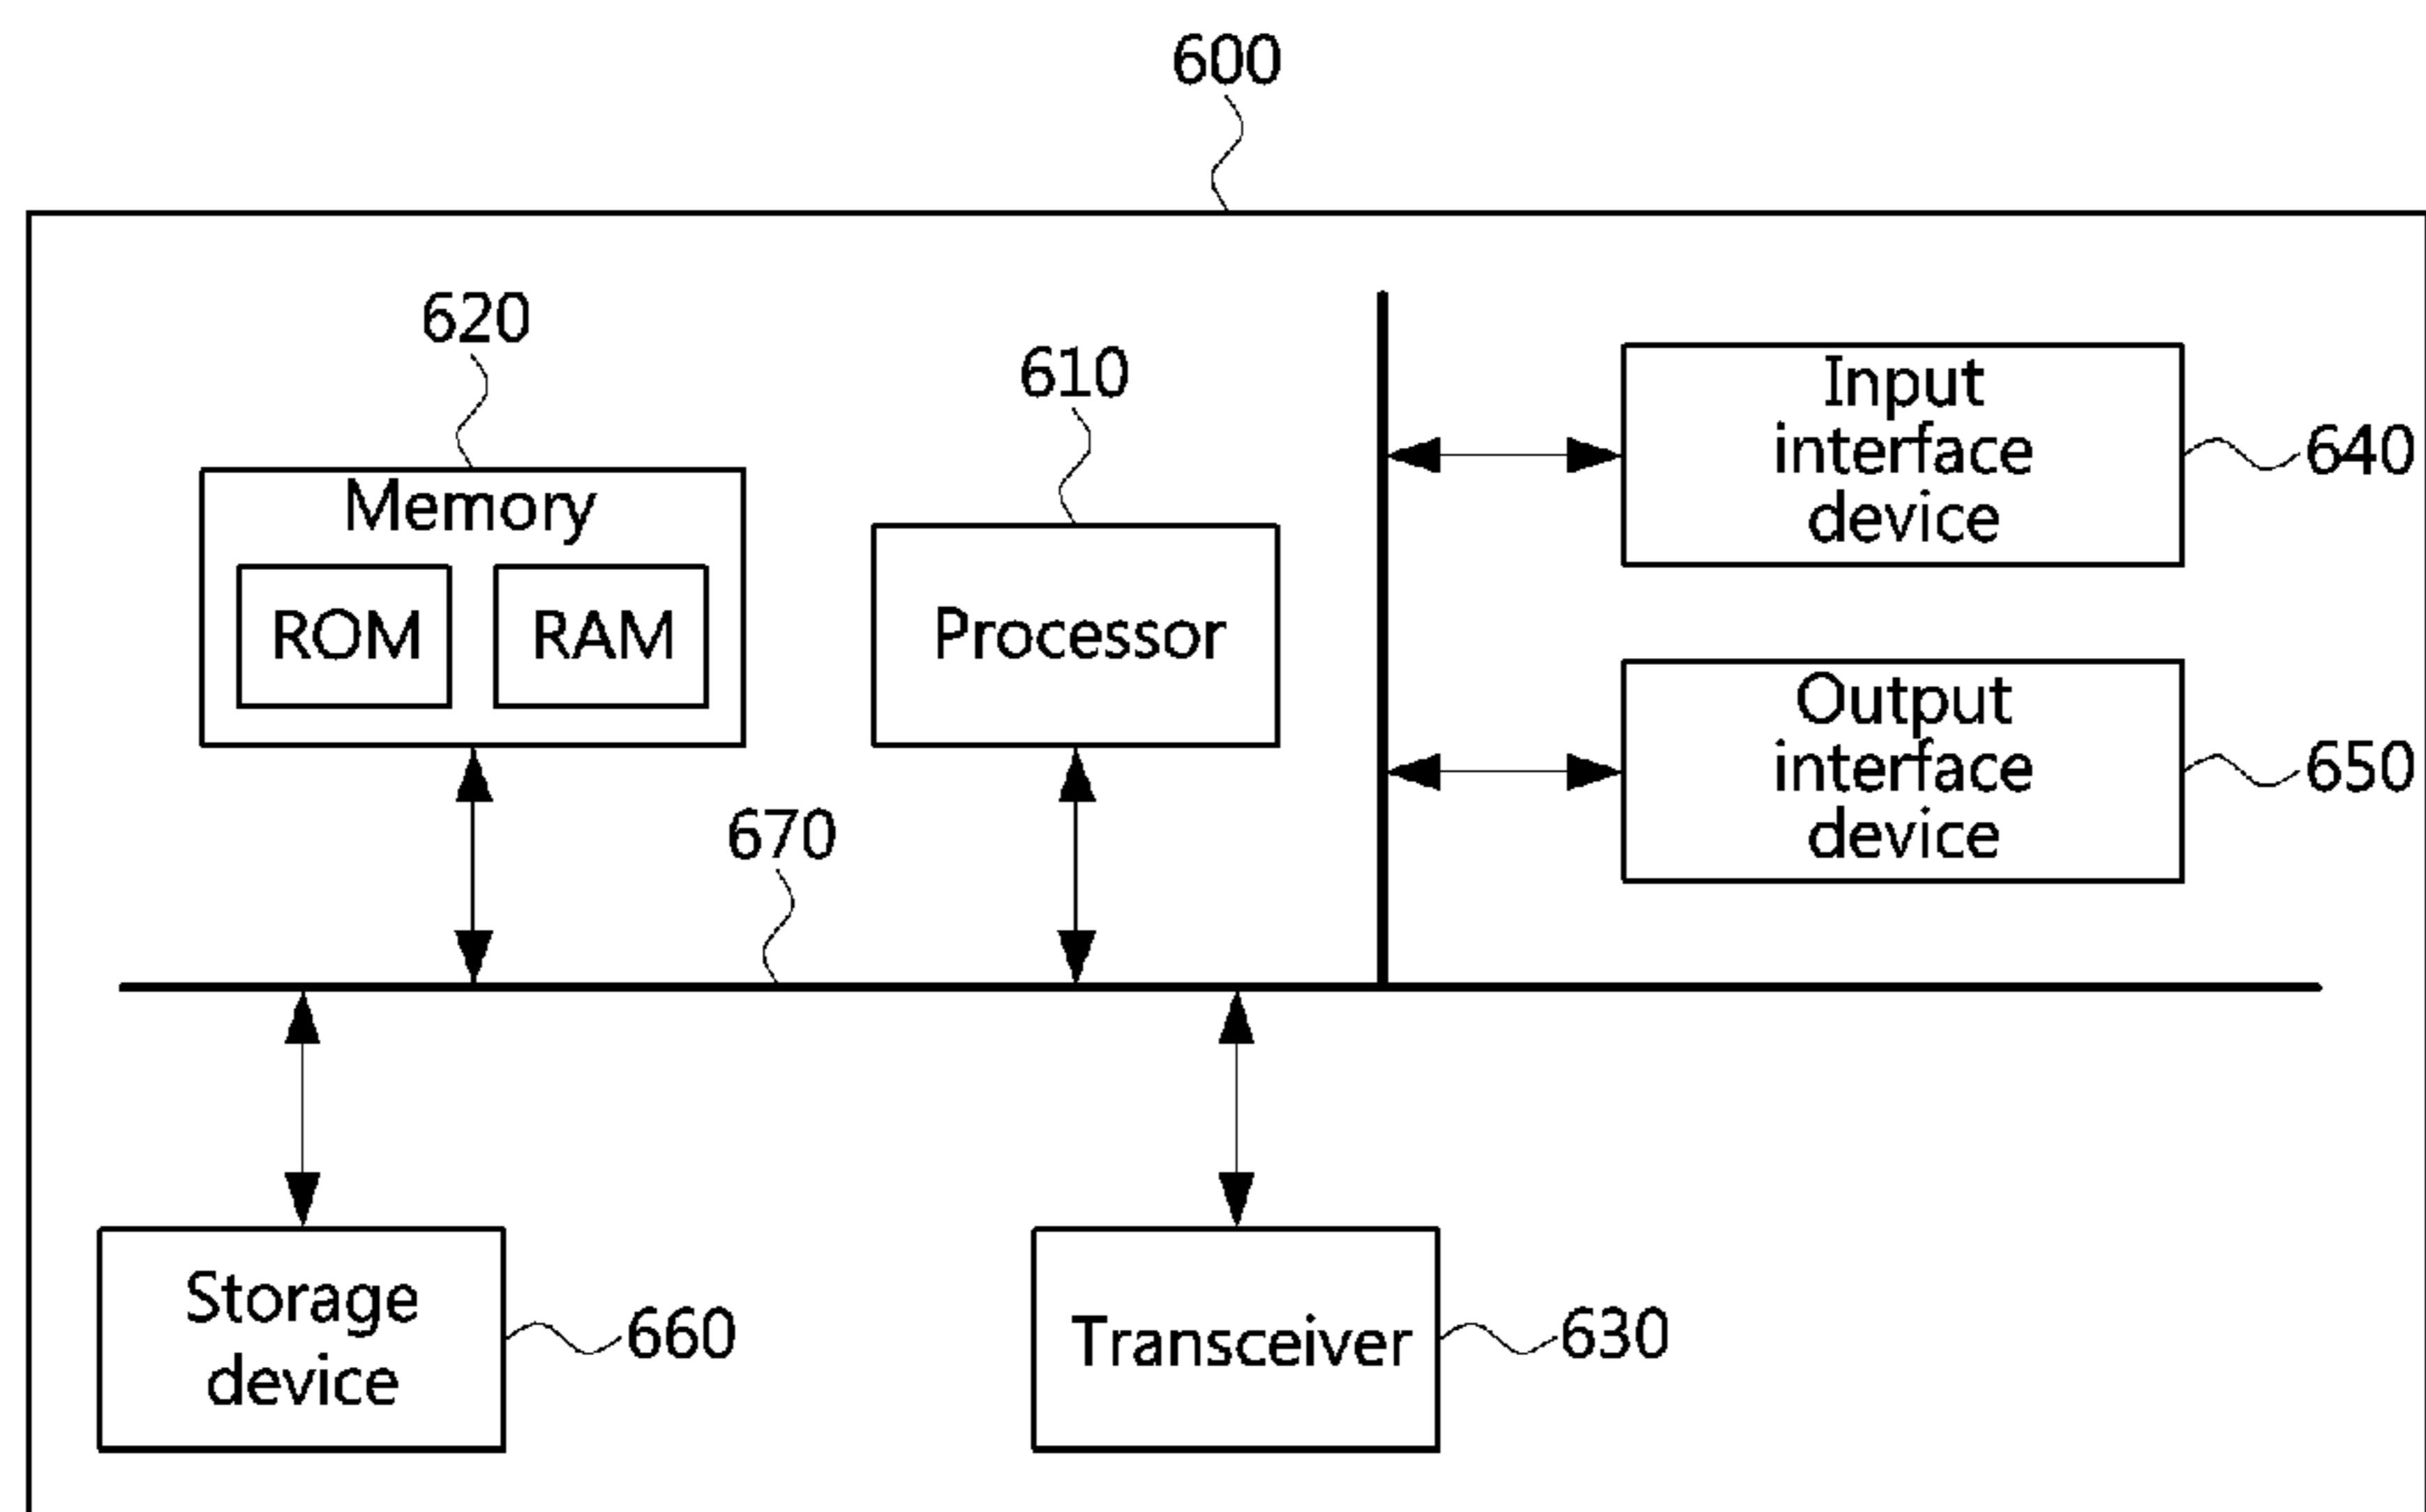 600
620
610
Memory
ROM
RAM
Processor
Input
interface
device
640
Output
interface
device
650
670
Storage
device
660
Transceiver
630